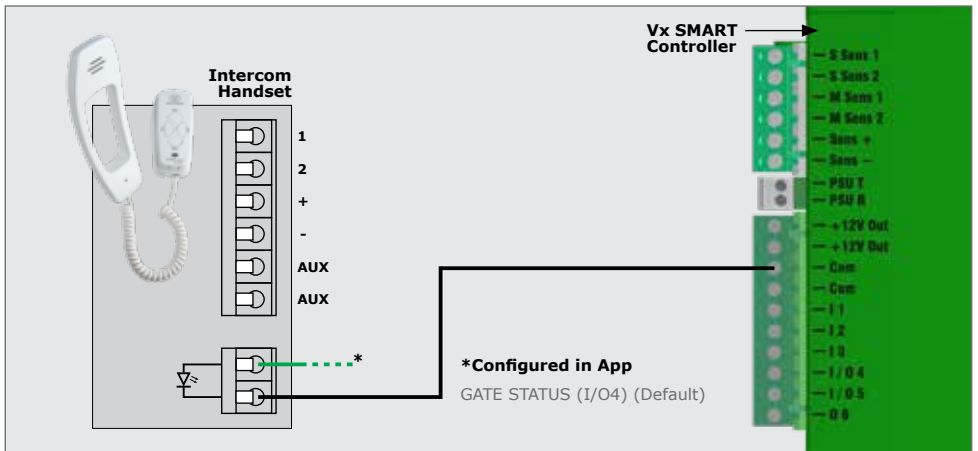 Vx SMART
Controller
Intercom
Handset
1
2
+
-
AUX
AUX
*
*Configured in App
GATE STATUS (I/O4) (Default)
S Sens 1
S Sens 2
M Sens 1
M Sens 2
Sens +
Sens −
PSU T
PSU R
+12V Out
+12V Out
Com
Com
I 1
I 2
I 3
I / O 4
I / O 5
O 6